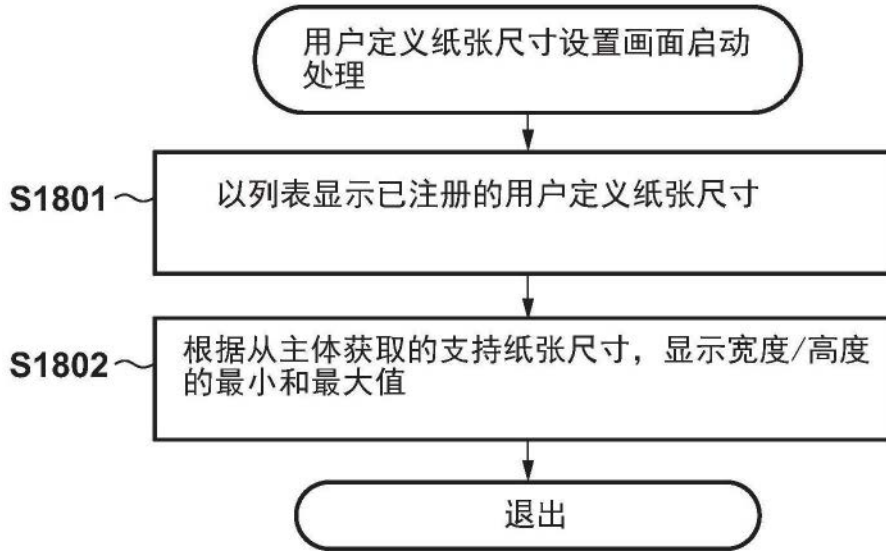 用户定义纸张尺寸设置画面启动
处理
S1801
以列表显示已注册的用户定义纸张尺寸
S1802
根据从主体获取的支持纸张尺寸，显示宽度/高度
的最小和最大值
退出